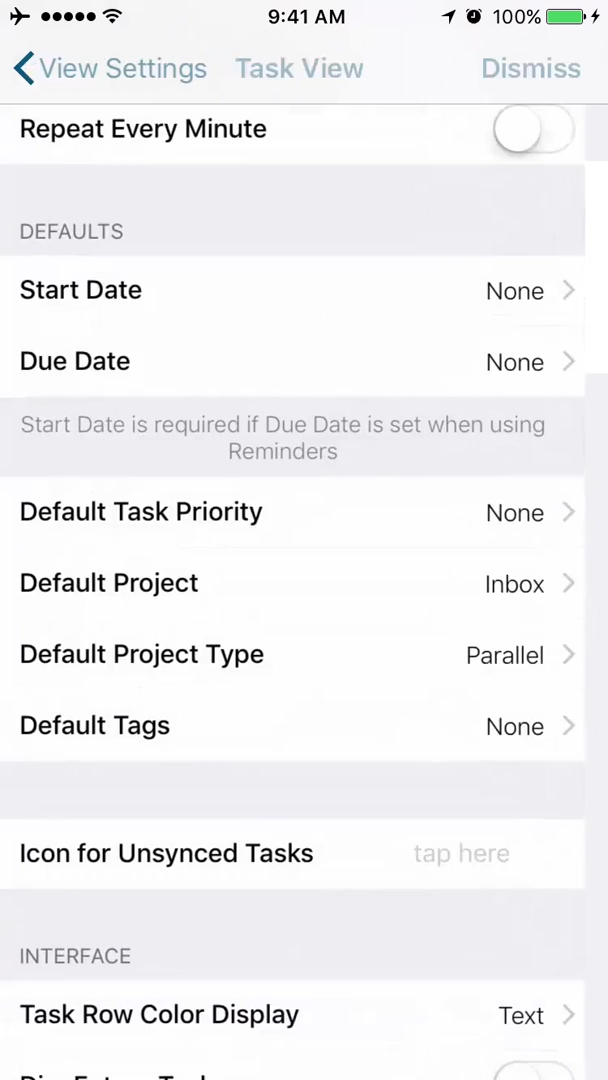 9:41 AM
100%
View Settings
Task View
Dismiss
Repeat Every Minute
DEFAULTS
Start Date
None
Due Date
None
Start Date is required if Due Date is set when using
Reminders
Default Task Priority
None
Default Project
Inbox
Default Project Type
Parallel
Default Tags
None
Icon for Unsynced Tasks
tap here
INTERFACE
Task Row Color Display
Text